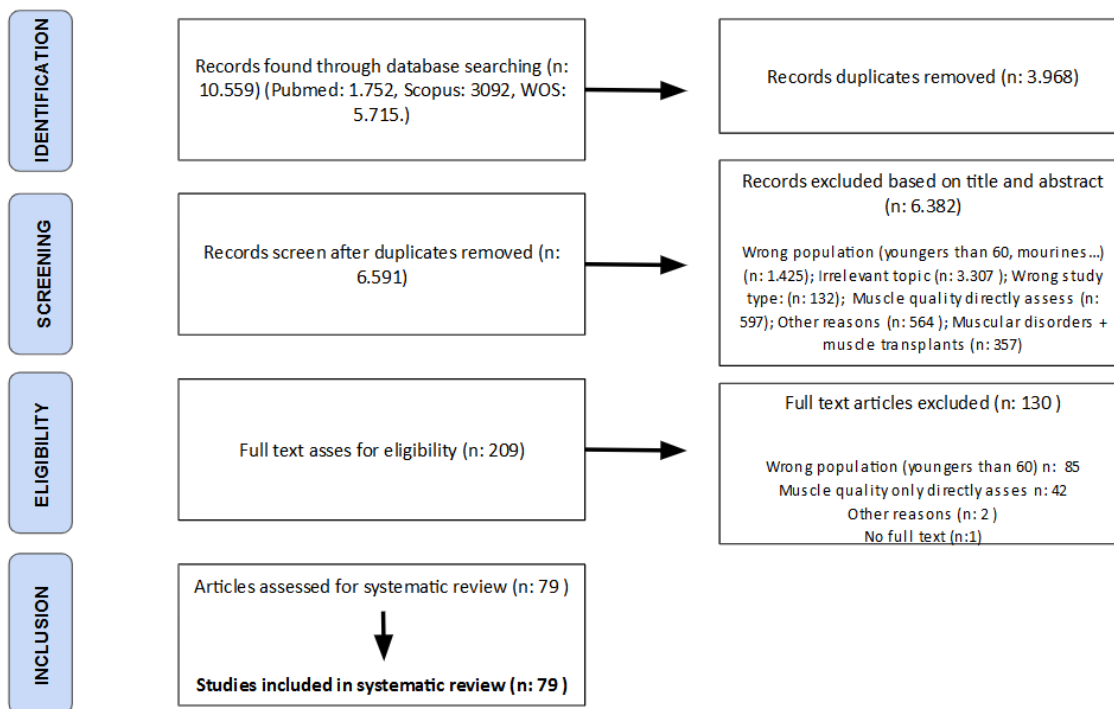 IDENTIFICATION
Records found through database searching (n:
10.559) (Pubmed: 1.752, Scopus: 3092, WOS:
5.715.)
Records duplicates removed (n: 3.968)
SCREENING
Records screen after duplicates removed (n:
6.591)
Records excluded based on title and abstract
(n: 6.382)
Wrong population (youngers than 60, mourines...)
(n: 1.425); Irrelevant topic (n: 3.307 ); Wrong study
type: (n: 132); Muscle quality directly assess (n:
597); Other reasons (n: 564 ); Muscular disorders +
muscle transplants (n: 357)
ELIGIBILITY
Full text asses for eligibility (n: 209)
Full text articles excluded (n: 130 )
Wrong population (youngers than 60) n: 85
Muscle quality only directly asses n: 42
Other reasons (n: 2 )
No full text (n:1)
INCLUSION
Articles assessed for systematic review (n: 79 )
Studies included in systematic review (n: 79 )